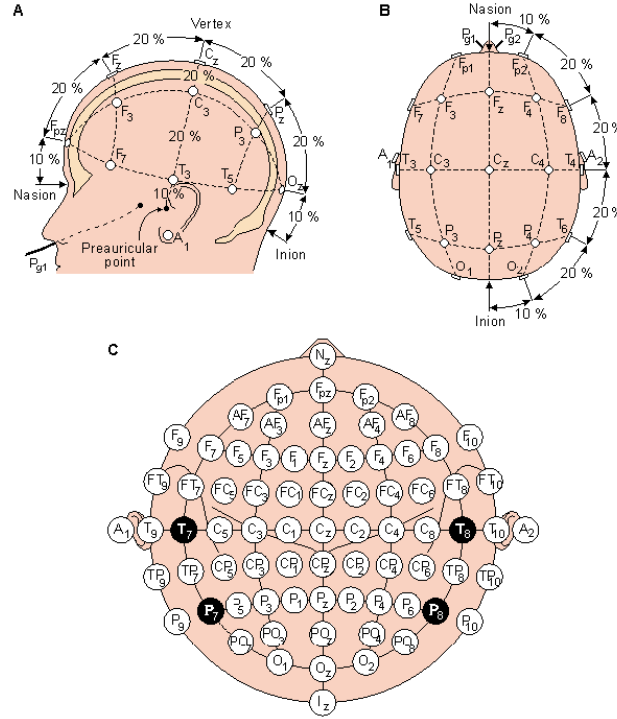 A
Vertex
20 %
20 %
Fz
Cz
20 %
20 %
20 %
F3
C3
Pz
Fpz
20 %
P3
20 %
10 %
F7
T3
T5
Oz
Nasion
10 %
10 %
Preauricular
point
A1
Inion
Pg1
B
Nasion
10 %
Pg1
Pg2
Fp1
Fp2
20 %
F7
F3
Fz
F4
F8
20 %
A1
T3
C3
Cz
C4
T4
A2
20 %
T5
P3
Pz
P4
T6
20 %
O1
Oz
10 %
Inion
C
Nz
Fp1
Fpz
Fp2
AF7
AF3
AFz
AF4
AF8
F9
F7
F5
F3
F1
Fz
F2
F4
F6
F8
F10
FT9
FT7
FC5
FC3
FC1
FCz
FC2
FC4
FC6
FT8
FT10
A1
T9
T7
C5
C3
C1
Cz
C2
C4
C8
T8
T10
A2
TP9
TP7
CP5
CP3
CP1
CPz
CP2
CP4
CP6
TP8
TP10
P9
P7
P5
P3
P1
Pz
P2
P4
P6
P8
P10
PO7
PO3
POz
PO4
PO8
O1
Oz
O2
Iz